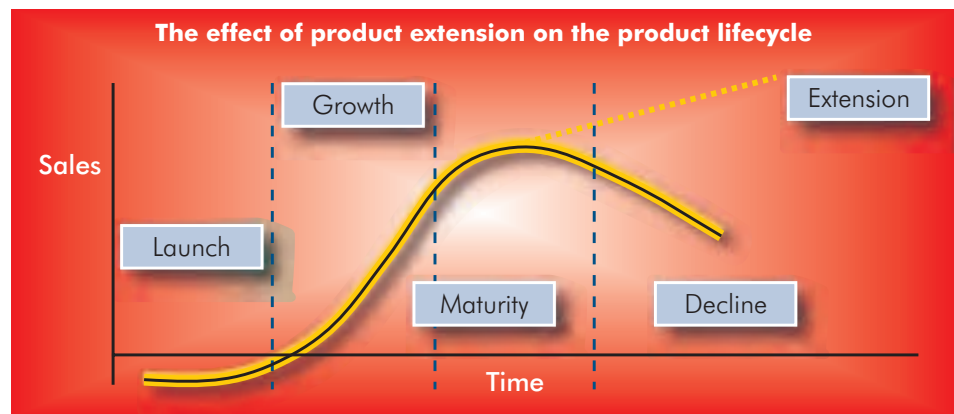 The effect of product extension on the product lifecycle
Growth
Extension
Sales
Launch
Maturity
Decline
Time